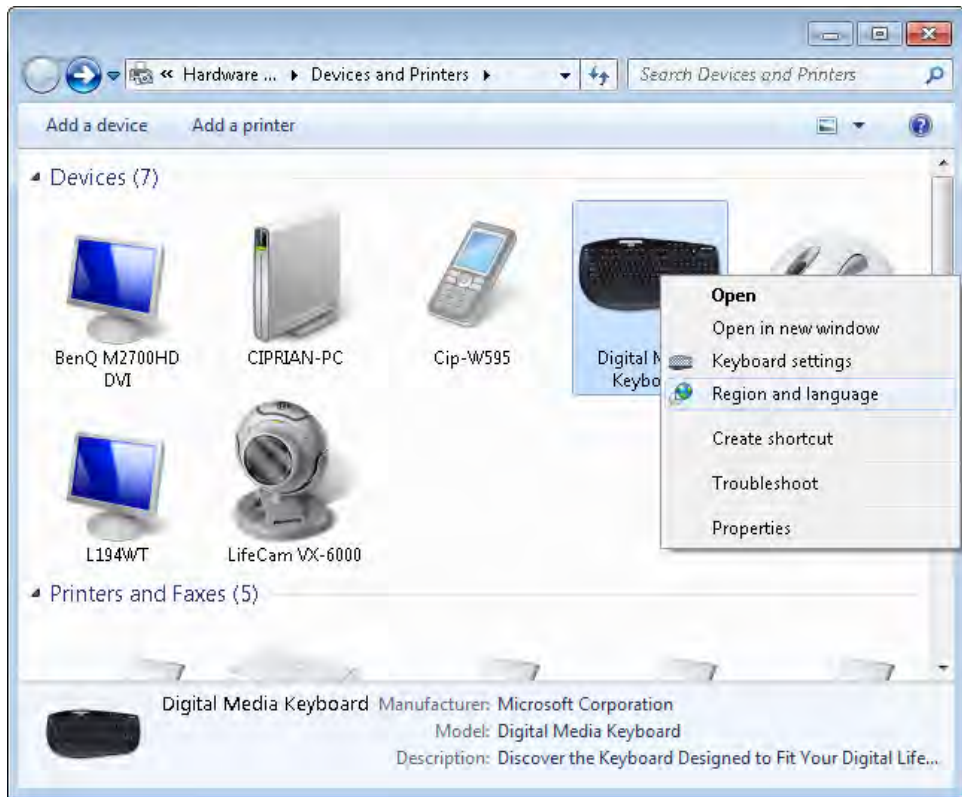 « Hardware ... ▸ Devices and Printers ▸
Search Devices and Printers
Add a device Add a printer
Devices (7)
BenQ M2700HD
DVI
CIPRIAN-PC
Cip-W595
Digital M
Keybo
Open
Open in new window
Keyboard settings
Region and language
Create shortcut
Troubleshoot
Properties
L194WT
LifeCam VX-6000
Printers and Faxes (5)
Digital Media Keyboard Manufacturer: Microsoft Corporation
Model: Digital Media Keyboard
Description: Discover the Keyboard Designed to Fit Your Digital Life...